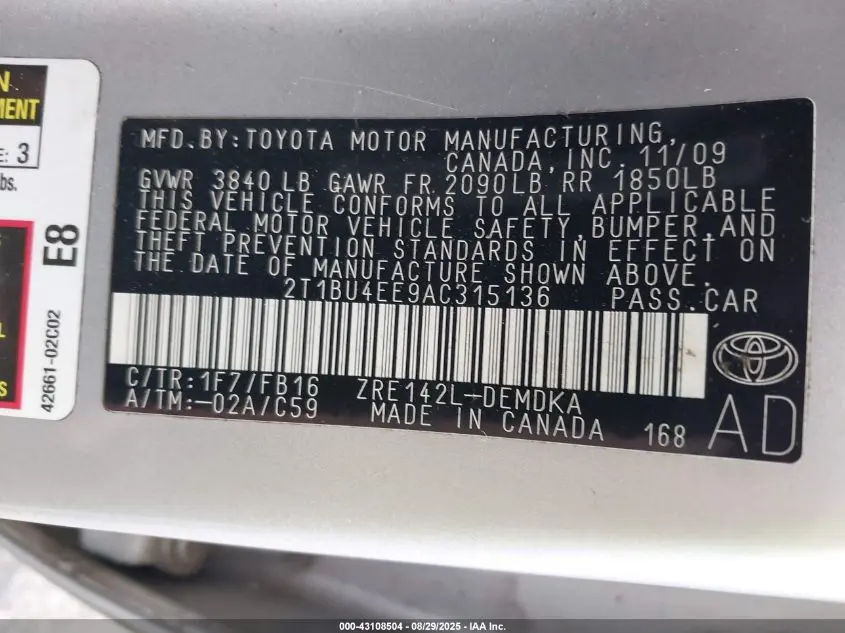 N
MENT
E: 3
bs.
E8
42661-02C02
L
S
MFD.BY:TOYOTA MOTOR MANUFACTURING,
CANADA,INC. 11/09
GVWR 3840 LB GAWR FR 2090LB RR 1850LB
THIS VEHICLE CONFORMS TO ALL APPLICABLE
FEDERAL MOTOR VEHICLE SAFETY,BUMPER,AND
THEFT PREVENTION STANDARDS IN EFFECT ON
THE DATE OF MANUFACTURE SHOWN ABOVE.
2T1BU4EE9AC315136 PASS.CAR
C/TR:1F7/FB16 ZRE142L-DEMDKA
A/TM:-02A/C59 MADE IN CANADA 168 AD
000-43108504 | 08/29/2025 - IAA Inc.